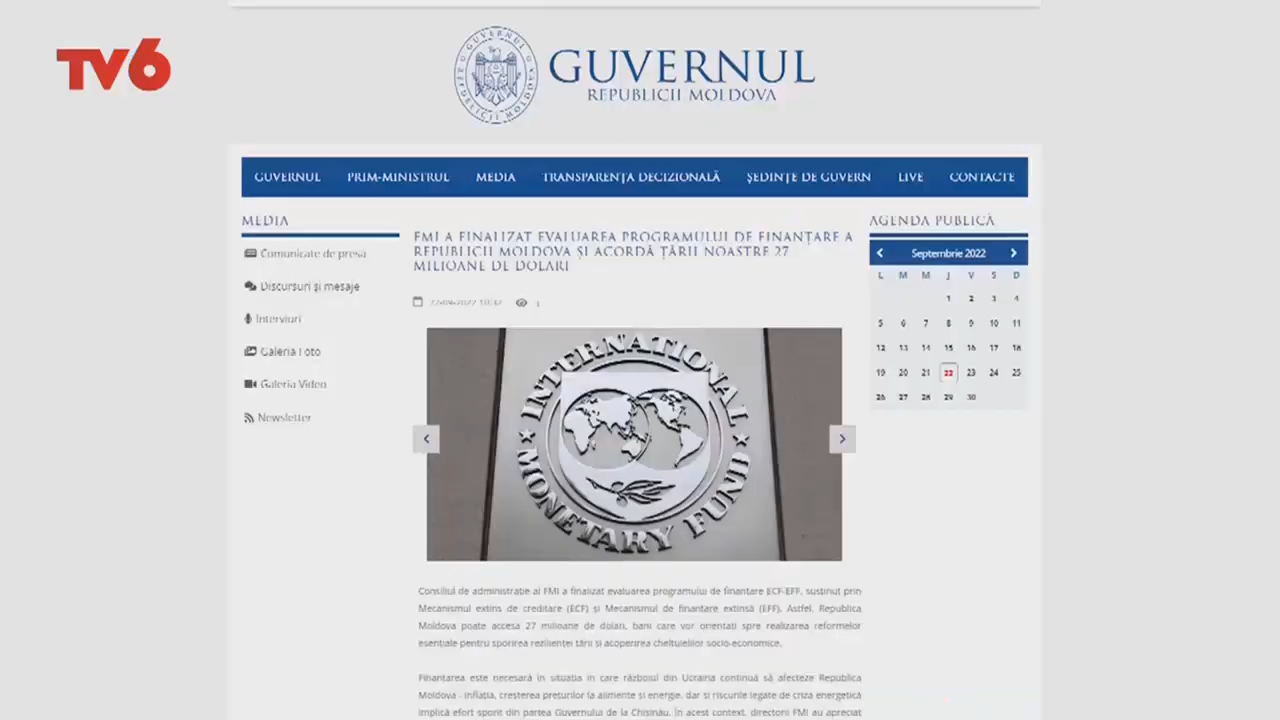 TV6
GUVERNUL
REPUBLICII MOLDOVA
GUVERNUL REPUBLICII MOLDOVA
GUVERNUL PRIM-MINISTRUL MEDIA TRANSPARENȚA DECIZIONALĂ ȘEDINȚE DE GUVERN LIVE CONTACTE
MEDIA
Comunicate de presa
Discursuri și mesaje
Interviuri
Galeria Foto
Galeria Video
Newsletter
FMI A FINALIZAT EVALUAREA PROGRAMULUI DE FINANȚARE A
REPUBLICII MOLDOVA ȘI ACORDĂ ȚĂRII NOASTRE 27
MILIOANE DE DOLARI
22-09-2022
INTERNATIONAL
MONETARY FUND
Consiliul de administrație al FMI a finalizat evaluarea programului de finanțare ECF-EFF, susținut prin
Mecanismul extins de creditare (ECF) și Mecanismul de finanțare extinsă (EFF). Astfel, Republica
Moldova poate accesa 27 milioane de dolari, bani care vor orientați spre realizarea reformelor
esențiale pentru sporirea rezilienței țării și acoperirea cheltuielilor socio-economice.
Finanțarea este necesară în situația în care războiul din Ucraina continuă să afecteze Republica
Moldova - inflația, creșterea prețurilor la alimente și energie, dar și riscurile legate de criza energetică
implică efort sporit din partea Guvernului de la Chișinău. În acest context, directorii FMI au apreciat
AGENDA PUBLICĂ
Septembrie 2022
L M M J V S D
1 2 3 4
5 6 7 8 9 10 11
12 13 14 15 16 17 18
19 20 21 22 23 24 25
26 27 28 29 30